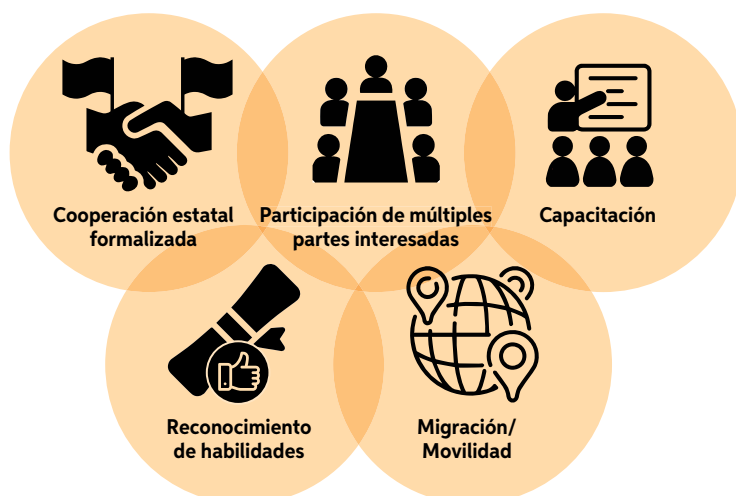 Cooperación estatal
formalizada
Participación de múltiples
partes interesadas
Capacitación
Reconocimiento
de habilidades
Migración/
Movilidad